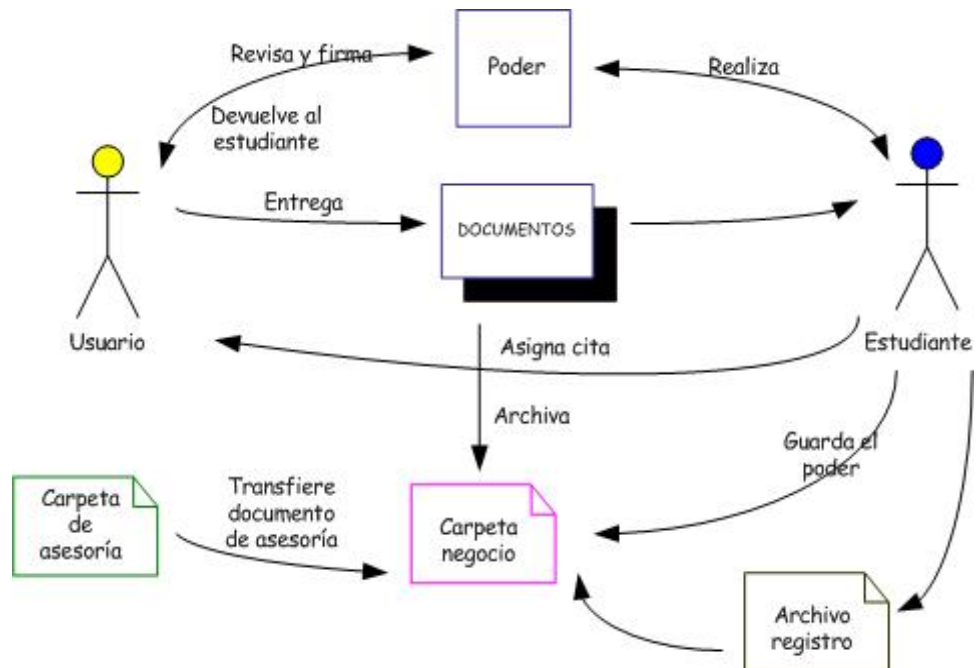 Revisa y firma
Poder
Realiza
Devuelve al
estudiante
Entrega
DOCUMENTOS
Usuario
Asigna cita
Estudiante
Archiva
Guarda el
poder
Carpeta
de
asesoría
Transfiere
documento
de asesoría
Carpeta
negocio
Archivo
registro